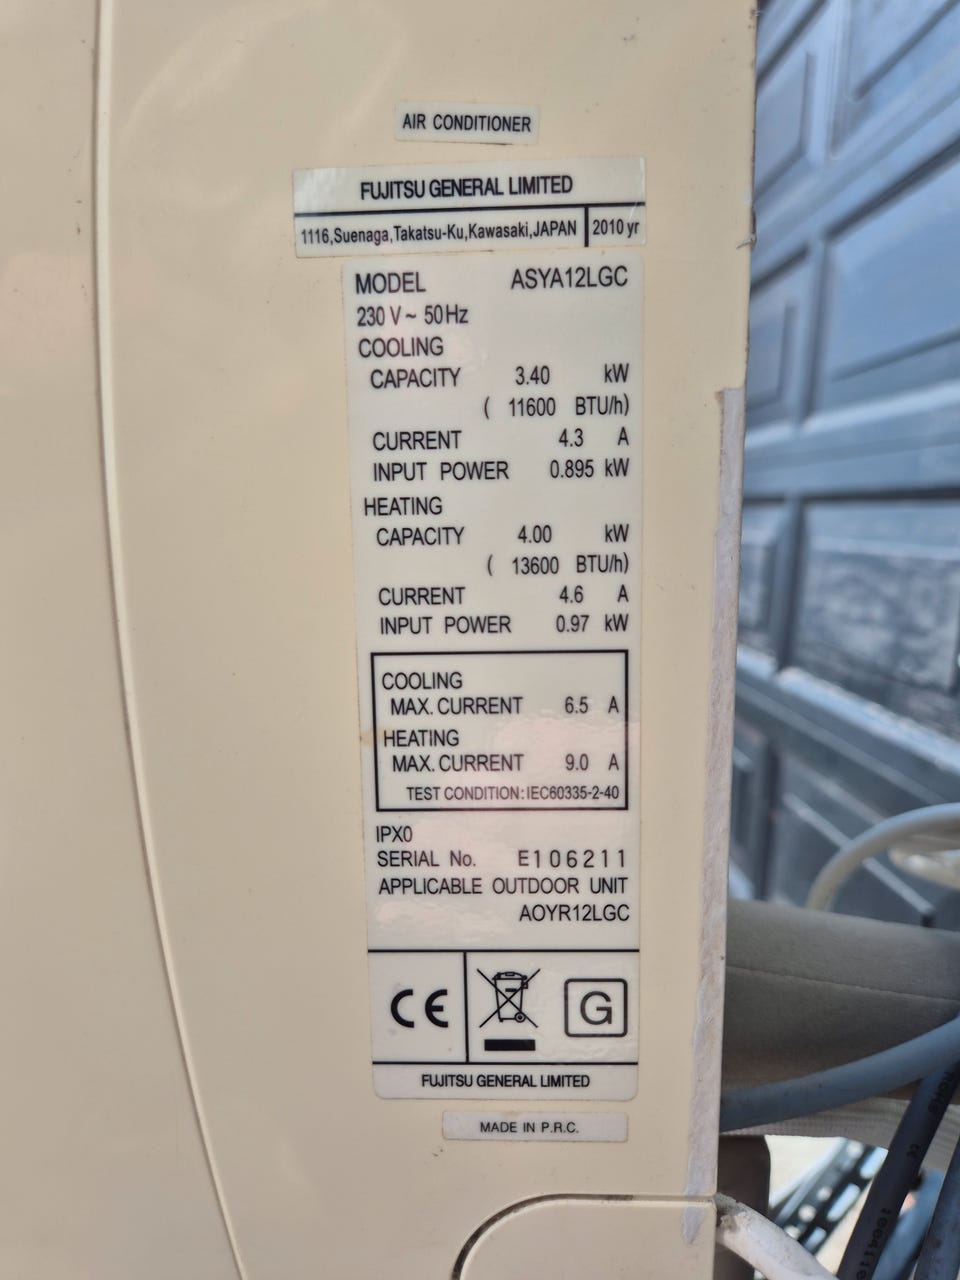 AIR CONDITIONER
FUJITSU GENERAL LIMITED
1116,Suenaga,Takatsu-Ku,Kawasaki,JAPAN 2010 yr
MODEL ASYA12LGC
230 V ~ 50Hz
COOLING
CAPACITY 3.40 kW
( 11600 BTU/h)
CURRENT 4.3 A
INPUT POWER 0.895 kW
HEATING
CAPACITY 4.00 kW
( 13600 BTU/h)
CURRENT 4.6 A
INPUT POWER 0.97 kW
COOLING
MAX. CURRENT 6.5 A
HEATING
MAX. CURRENT 9.0 A
TEST CONDITION: IEC60335-2-40
IPX0
SERIAL No. E106211
APPLICABLE OUTDOOR UNIT
AOYR12LGC
CE G
FUJITSU GENERAL LIMITED
MADE IN P.R.C.